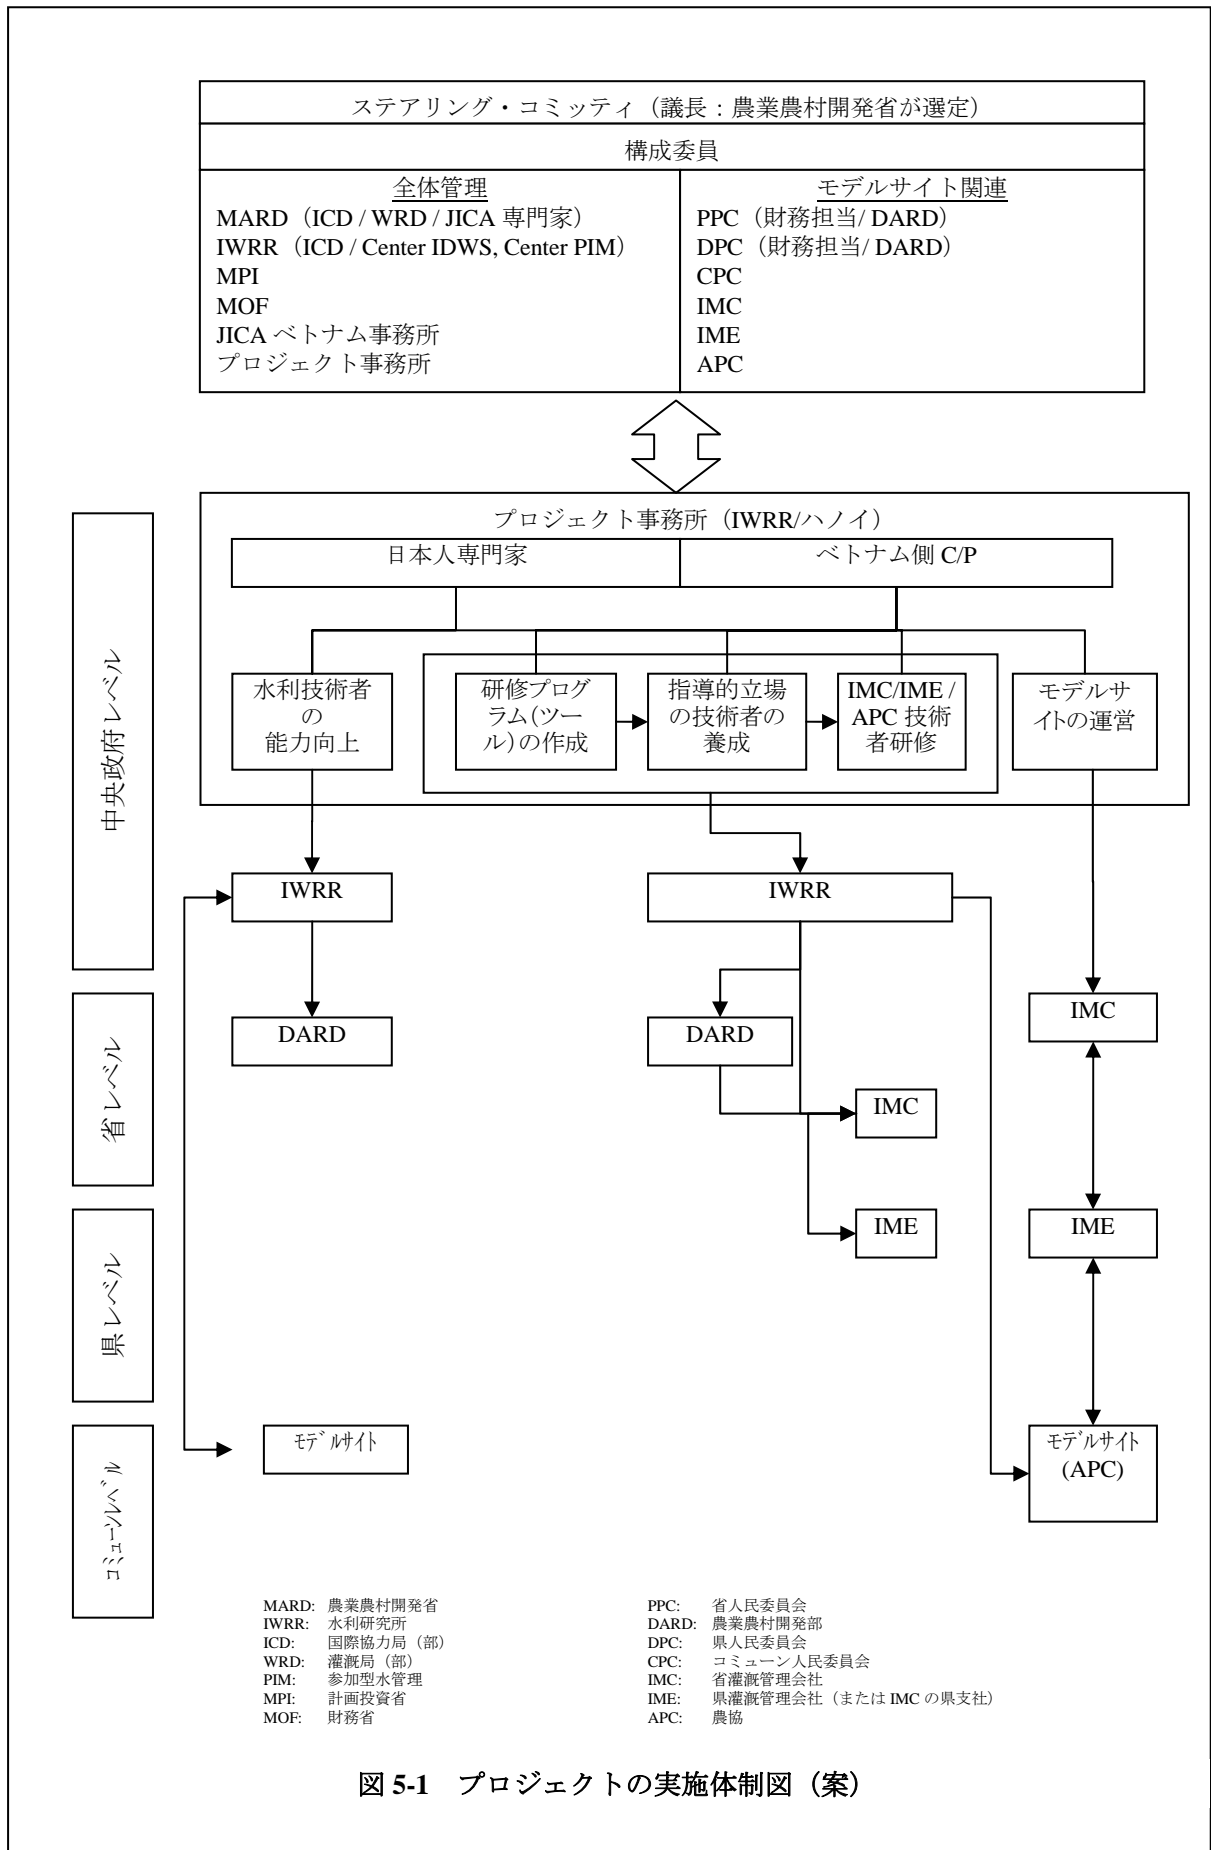 ステアリング・コミッティ（議長：農業農村開発省が選定）
構成委員
全体管理
MARD（ICD / WRD / JICA 専門家）
IWRR（ICD / Center IDWS, Center PIM）
MPI
MOF
JICA ベトナム事務所
プロジェクト事務所
モデルサイト関連
PPC（財務担当/ DARD）
DPC（財務担当/ DARD）
CPC
IMC
IME
APC
プロジェクト事務所（IWRR/ハノイ）
日本人専門家
ベトナム側 C/P
水利技術者
の
能力向上
研修プログ
ラム(ツー
ル)の作成
指導的立場
の技術者の
養成
IMC/IME /
APC 技術
者研修
モデルサ
イトの運営
中央政府レベル
IWRR
IWRR
省レベル
DARD
DARD
IMC
IMC
県レベル
IME
IME
コミューンレベル
モデルサイト
モデルサイト
(APC)
MARD: 農業農村開発省
IWRR: 水利研究所
ICD: 国際協力局（部）
WRD: 灌漑局（部）
PIM: 参加型水管理
MPI: 計画投資省
MOF: 財務省
PPC: 省人民委員会
DARD: 農業農村開発部
DPC: 県人民委員会
CPC: コミューン人民委員会
IMC: 省灌漑管理会社
IME: 県灌漑管理会社（または IMC の県支社）
APC: 農協
図 5-1 プロジェクトの実施体制図（案）